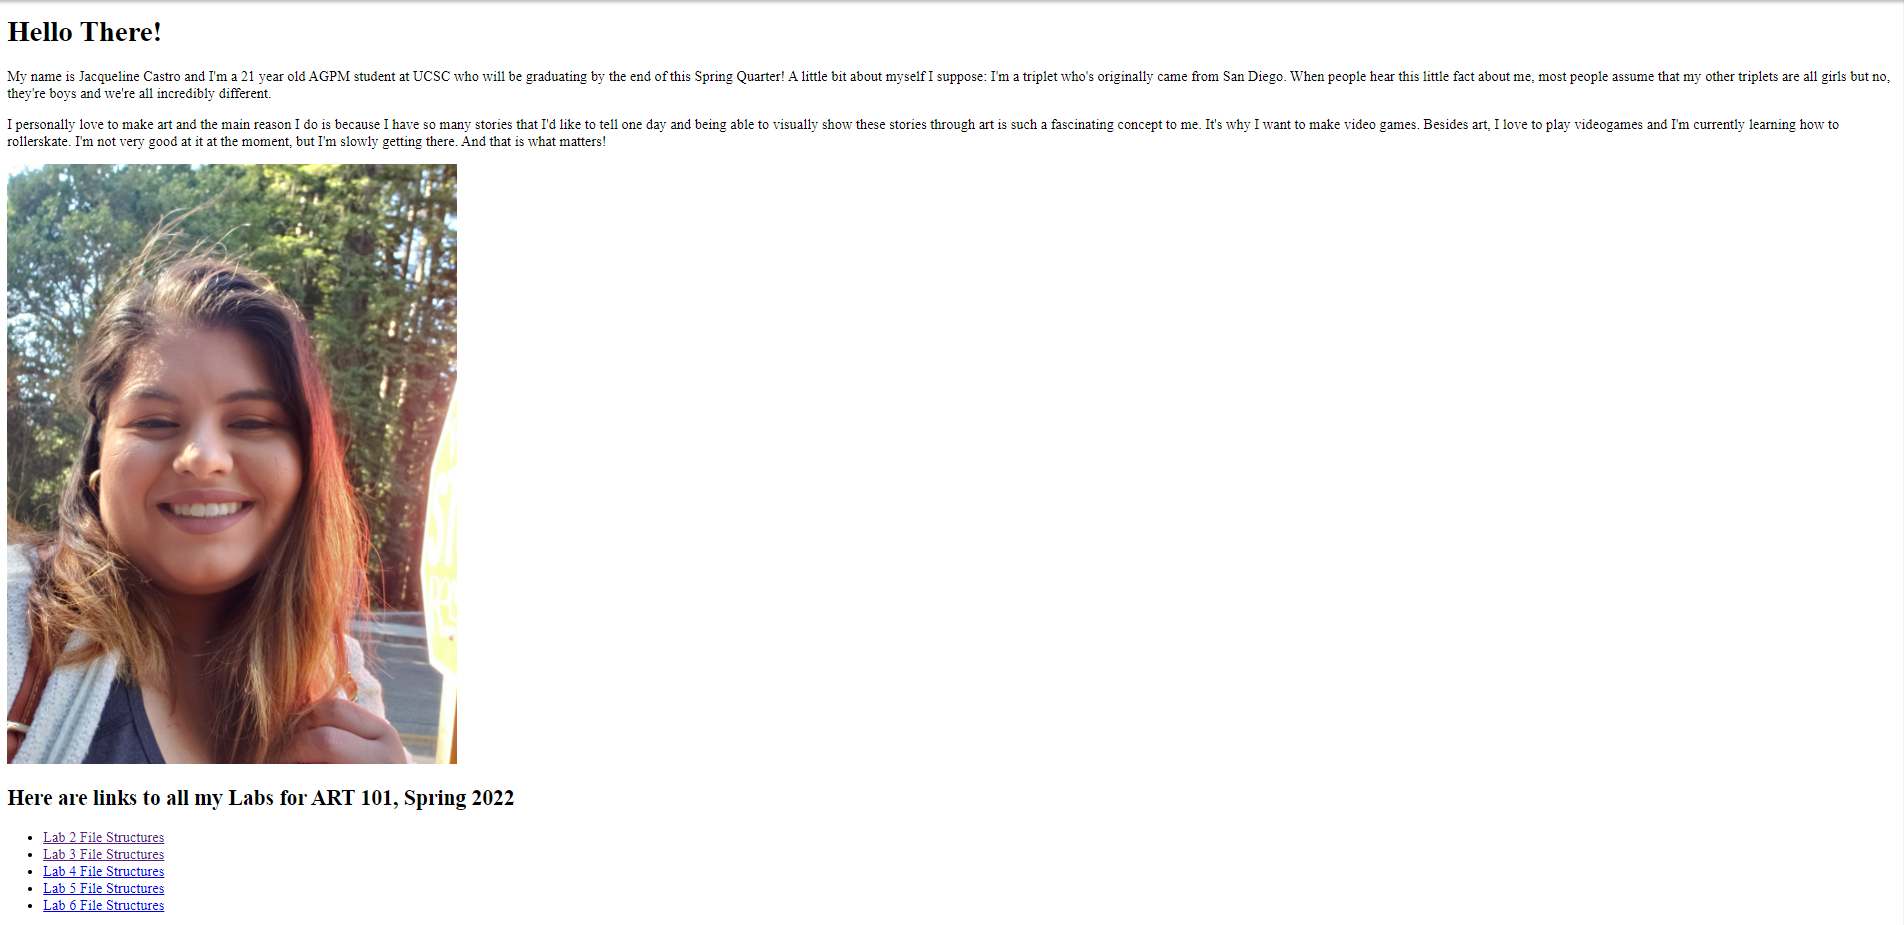 Hello There!
My name is Jacqueline Castro and I'm a 21 year old AGPM student at UCSC who will be graduating by the end of this Spring Quarter! A little bit about myself I suppose: I'm a triplet who's originally came from San Diego. When people hear this little fact about me, most people assume that my other triplets are all girls but no,
they're boys and we're all incredibly different.
I personally love to make art and the main reason I do is because I have so many stories that I'd like to tell one day and being able to visually show these stories through art is such a fascinating concept to me. It's why I want to make video games. Besides art, I love to play videogames and I'm currently learning how to
rollerskate. I'm not very good at it at the moment, but I'm slowly getting there. And that is what matters!
Here are links to all my Labs for ART 101, Spring 2022
Lab 2 File Structures
Lab 3 File Structures
Lab 4 File Structures
Lab 5 File Structures
Lab 6 File Structures